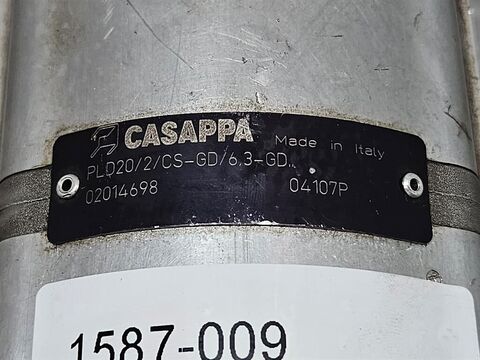 CASAPPA Made in Italy
PLD20/2/CS-GD/6,3-GD..
02014698 04107P
1587-009